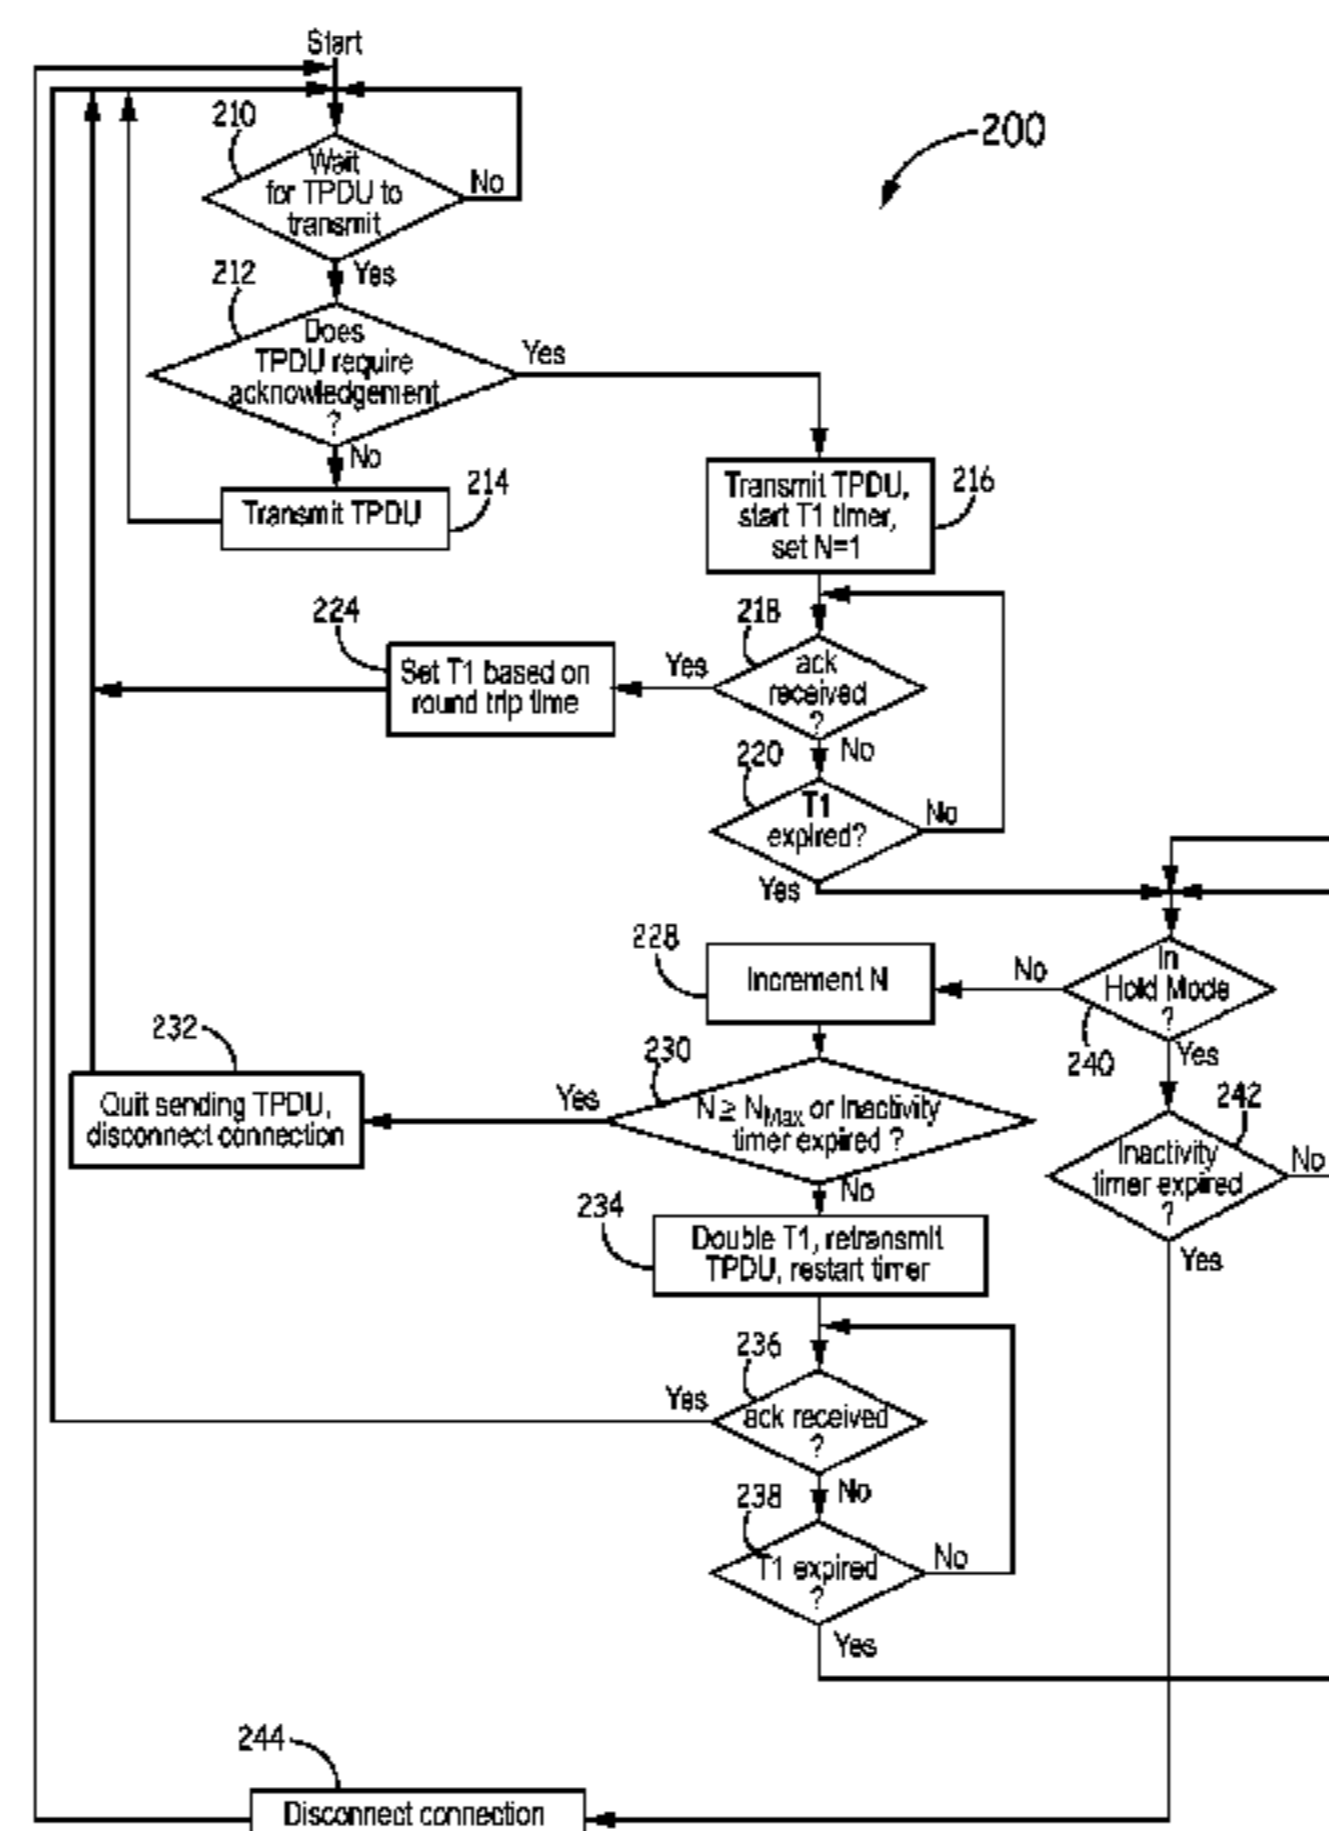 Start
210
200
Wait
for TPDU to
transmit
No
Yes
212
Does
TPDU require
acknowledgement
?
Yes
No
214
Transmit TPDU
Transmit TPDU,
start T1 timer,
set N=1
216
224
218
Set T1 based on
round trip time
Yes
ack
received
?
No
220
T1
expired?
No
Yes
228
Increment N
No
In
Hold Mode
?
240
Yes
232
230
242
Quit sending TPDU,
disconnect connection
Yes
N ≥ NMax or Inactivity
timer expired ?
Inactivity
timer expired
?
No
No
Yes
234
Double T1, retransmit
TPDU, restart timer
236
Yes
ack received
?
No
238
T1 expired
?
No
Yes
244
Disconnect connection